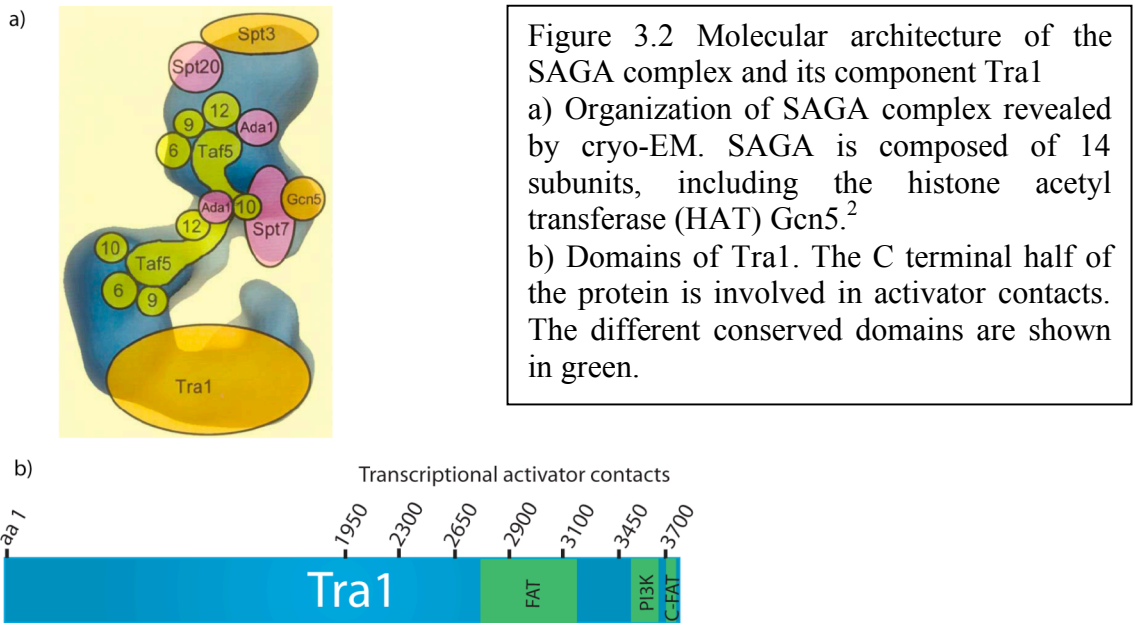 a)
Spt3
Spt20
12
9
Ada1
6
Taf5
Ada1
10
Gcn5
12
Spt7
10
Taf5
6
9
Tra1
Figure 3.2 Molecular architecture of the
SAGA complex and its component Tra1
a) Organization of SAGA complex revealed
by cryo-EM. SAGA is composed of 14
subunits, including the histone acetyl
transferase (HAT) Gcn5.2
b) Domains of Tra1. The C terminal half of
the protein is involved in activator contacts.
The different conserved domains are shown
in green.
b)
Transcriptional activator contacts
aa 1
1950
2300
2650
2900
3100
3450
3700
Tra1
FAT
PI3K
C-FAT